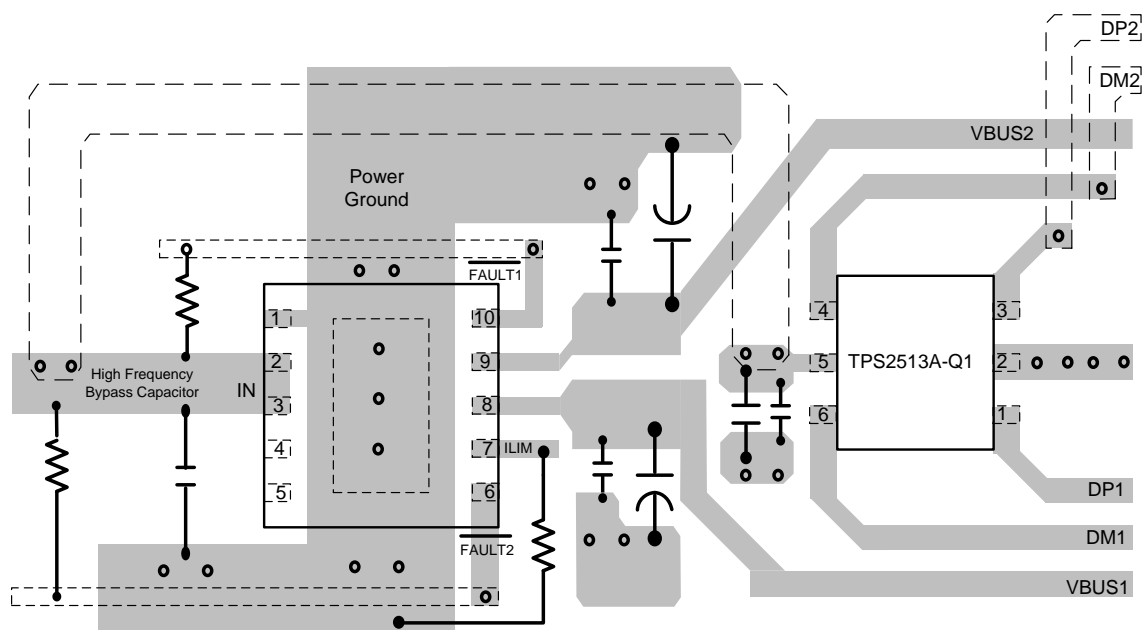 DP2
DM2
VBUS2
Power
Ground
FAULT1
1
10
4
3
2
9
High Frequency
Bypass Capacitor
IN
5
TPS2513A-Q1
2
3
8
6
1
4
7
ILIM
5
6
DP1
DM1
FAULT2
VBUS1